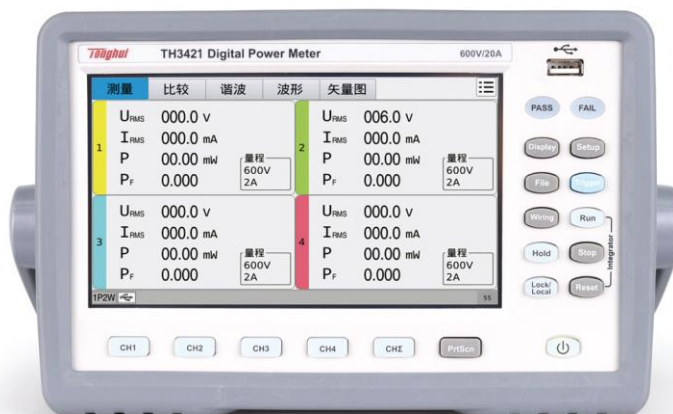 Tonghui TH3421 Digital Power Meter 600V/20A
测量 比较 谐波 波形 矢量图
1
URMS 000.0 V
IRMS 000.0 mA
P 00.00 mW
PF 0.000
量程
600V
2A
2
URMS 006.0 V
IRMS 000.0 mA
P 00.00 mW
PF 0.000
量程
600V
2A
3
URMS 000.0 V
IRMS 000.0 mA
P 00.00 mW
PF 0.000
量程
600V
2A
4
URMS 000.0 V
IRMS 000.0 mA
P 00.00 mW
PF 0.000
量程
600V
2A
1P2W
PASS FAIL
Display Setup
File Trigger
Wiring Run
Hold Stop
Lock/
Local
Reset
Integrator
CH1 CH2 CH3 CH4 CHΣ PrtScn